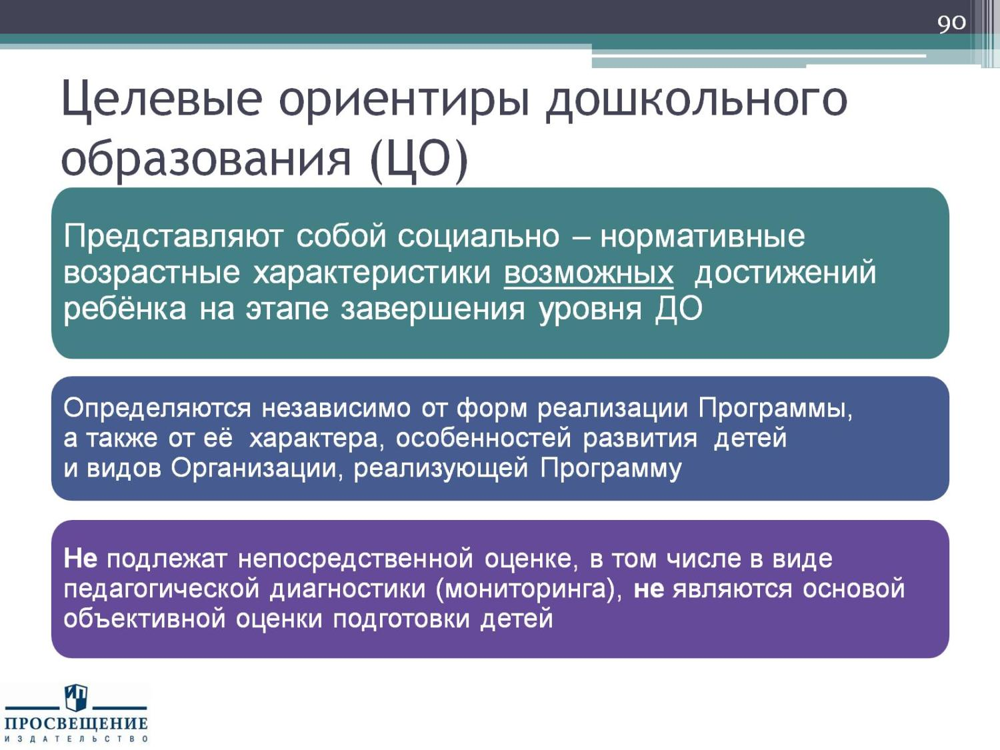 90
Целевые ориентиры дошкольного
образования (ЦО)
Представляют собой социально – нормативные
возрастные характеристики возможных достижений
ребёнка на этапе завершения уровня ДО
Определяются независимо от форм реализации Программы,
а также от её характера, особенностей развития детей
и видов Организации, реализующей Программу
Не подлежат непосредственной оценке, в том числе в виде
педагогической диагностики (мониторинга), не являются основой
объективной оценки подготовки детей
ИП
ПРОСВЕЩЕНИЕ
ИЗДАТЕЛЬСТВО